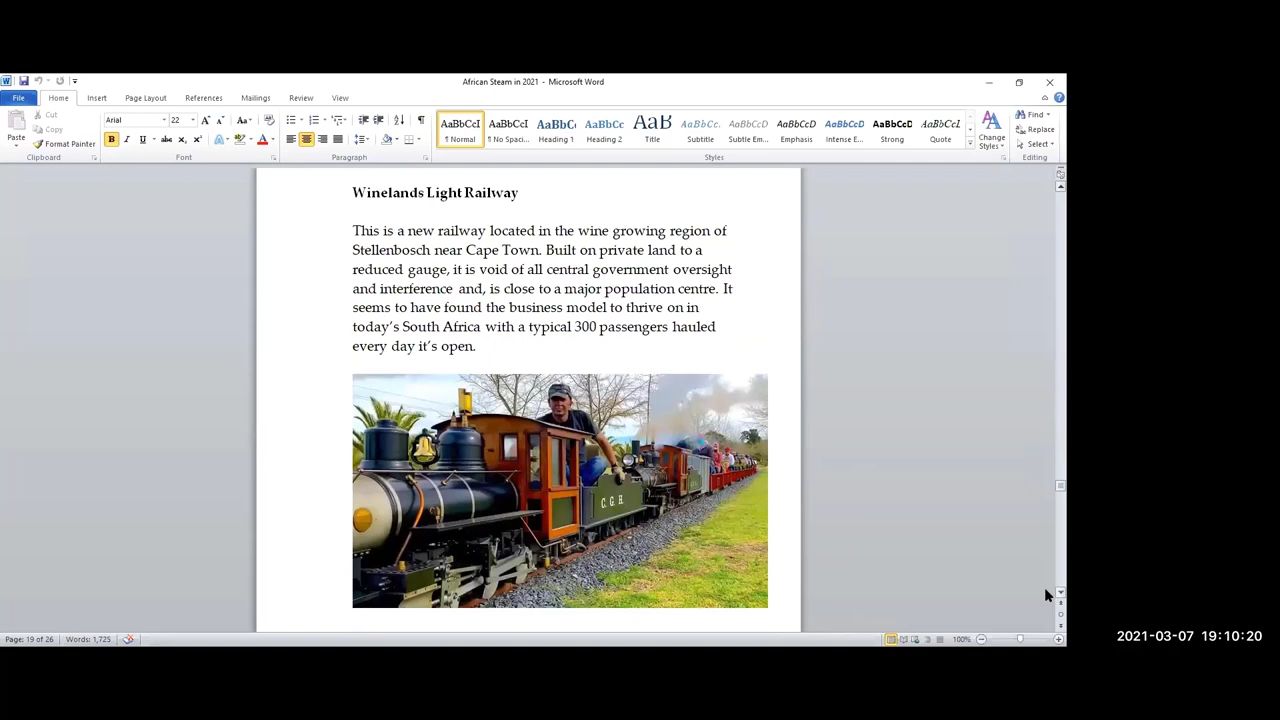 African Steam in 2021 - Microsoft Word
File Home Insert Page Layout References Mailings Review View
Paste
Cut
Copy
Format Painter
Clipboard
Arial 22
Font
Paragraph
AaBbCcI AaBbCcI AaBbCc AaBbCc AaB AaBbCc. AaBbCcD AaBbCcD AaBbCcD AaBbCcD AaBbCcI
¶ Normal ¶ No Spaci... Heading 1 Heading 2 Title Subtitle Subtle Em... Emphasis Intense E... Strong Quote
Styles
Change Styles
Find
Replace
Select
Editing
Winelands Light Railway
This is a new railway located in the wine growing region of
Stellenbosch near Cape Town. Built on private land to a
reduced gauge, it is void of all central government oversight
and interference and, is close to a major population centre. It
seems to have found the business model to thrive on in
today's South Africa with a typical 300 passengers hauled
every day it's open.
C. G. H.
Page: 19 of 26 Words: 1,725
100%
2021-03-07 19:10:20